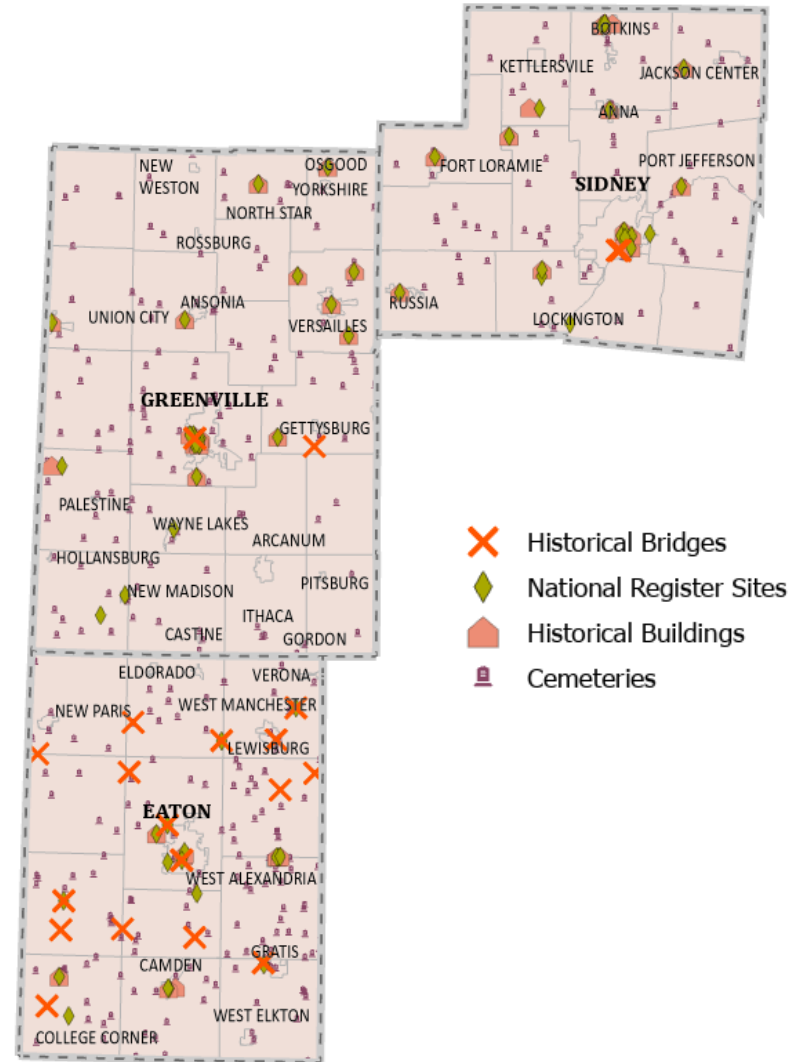 BOTKINS
KETTLERSVILE
JACKSON CENTER
ANNA
FORT LORAMIE
PORT JEFFERSON
SIDNEY
RUSSIA
LOCKINGTON
NEW
WESTON
OSGOOD
YORKSHIRE
NORTH STAR
ROSSBURG
ANSONIA
UNION CITY
VERSAILLES
GREENVILLE
GETTYSBURG
PALESTINE
WAYNE LAKES
ARCANUM
HOLLANSBURG
PITSBURG
NEW MADISON
ITHACA
CASTINE
GORDON
Historical Bridges
National Register Sites
Historical Buildings
Cemeteries
ELDORADO
VERONA
WEST MANCHESTER
NEW PARIS
LEWISBURG
EATON
WEST ALEXANDRIA
GRATIS
CAMDEN
WEST ELKTON
COLLEGE CORNER